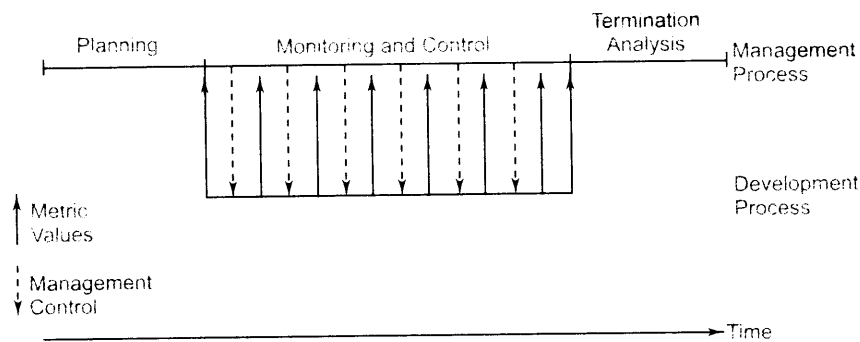 Planning
Monitoring and Control
Termination
Analysis
Management
Process
Development
Process
Metric
Values
Management
Control
Time